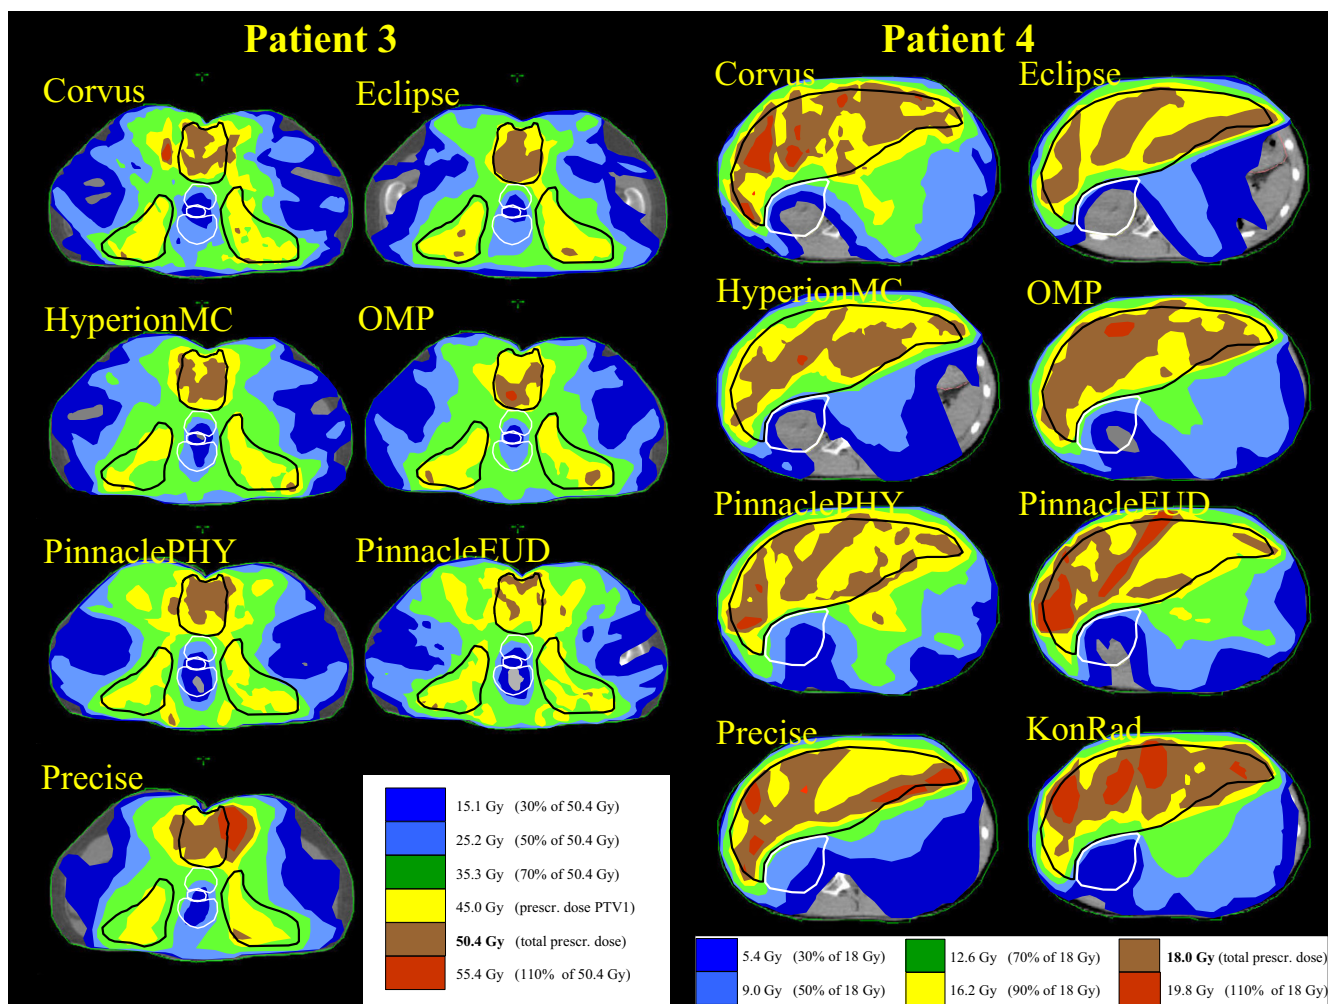 Patient 3
Patient 4
Corvus
Eclipse
Corvus
Eclipse
HyperionMC
OMP
HyperionMC
OMP
PinnaclePHY
PinnacleEUD
PinnaclePHY
PinnacleEUD
Precise
Precise
KonRad
15.1 Gy (30% of 50.4 Gy)
25.2 Gy (50% of 50.4 Gy)
35.3 Gy (70% of 50.4 Gy)
45.0 Gy (prescr. dose PTV1)
50.4 Gy (total prescr. dose)
55.4 Gy (110% of 50.4 Gy)
5.4 Gy (30% of 18 Gy)
12.6 Gy (70% of 18 Gy)
18.0 Gy (total prescr. dose)
9.0 Gy (50% of 18 Gy)
16.2 Gy (90% of 18 Gy)
19.8 Gy (110% of 18 Gy)